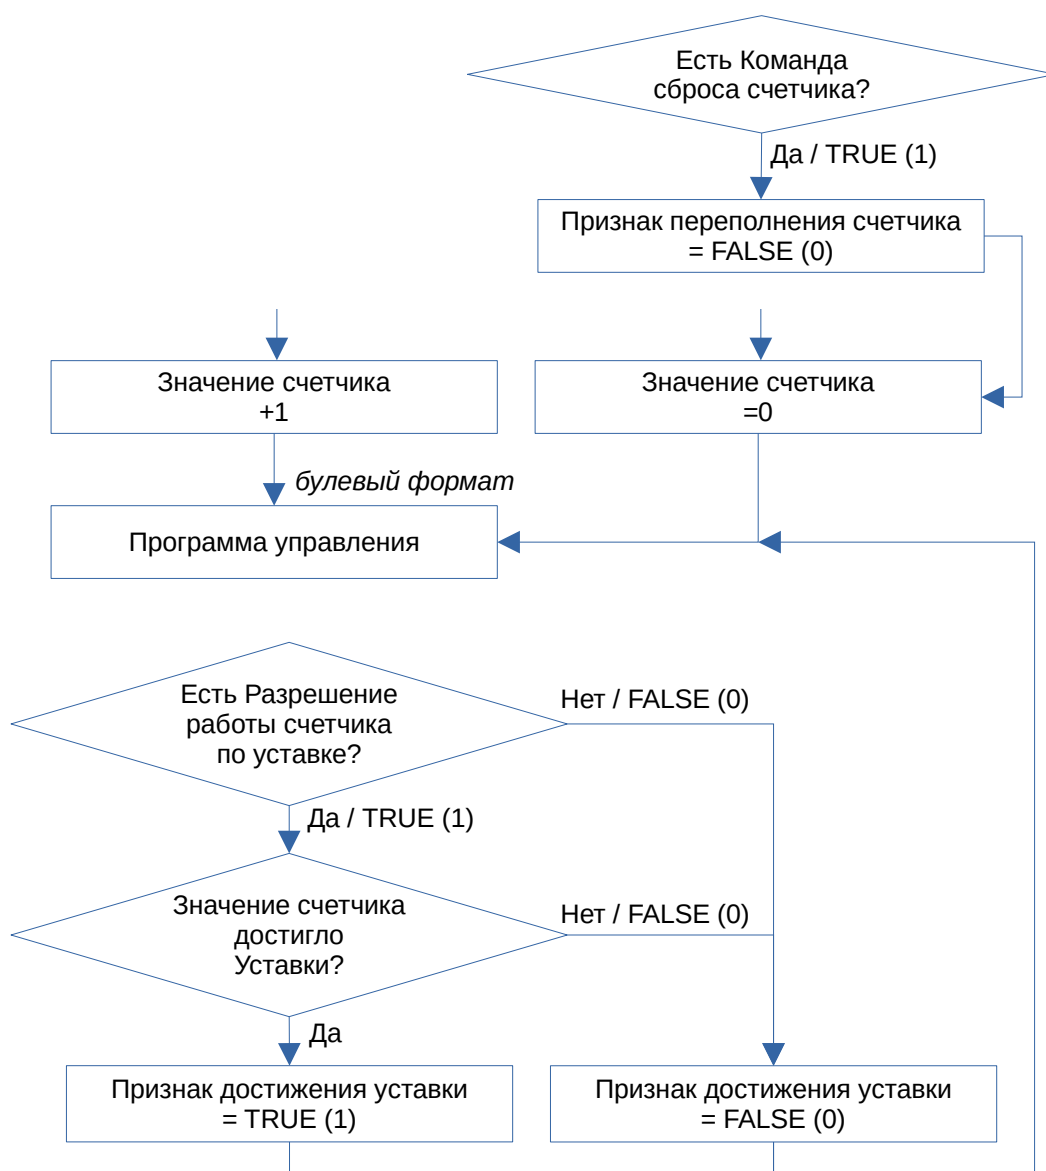 Есть Команда
сброса счетчика?
Да / TRUE (1)
Признак переполнения счетчика
= FALSE (0)
Значение счетчика
+1
Значение счетчика
=0
булевый формат
Программа управления
Есть Разрешение
работы счетчика
по уставке?
Нет / FALSE (0)
Да / TRUE (1)
Значение счетчика
достигло
Уставки?
Нет / FALSE (0)
Да
Признак достижения уставки
= TRUE (1)
Признак достижения уставки
= FALSE (0)